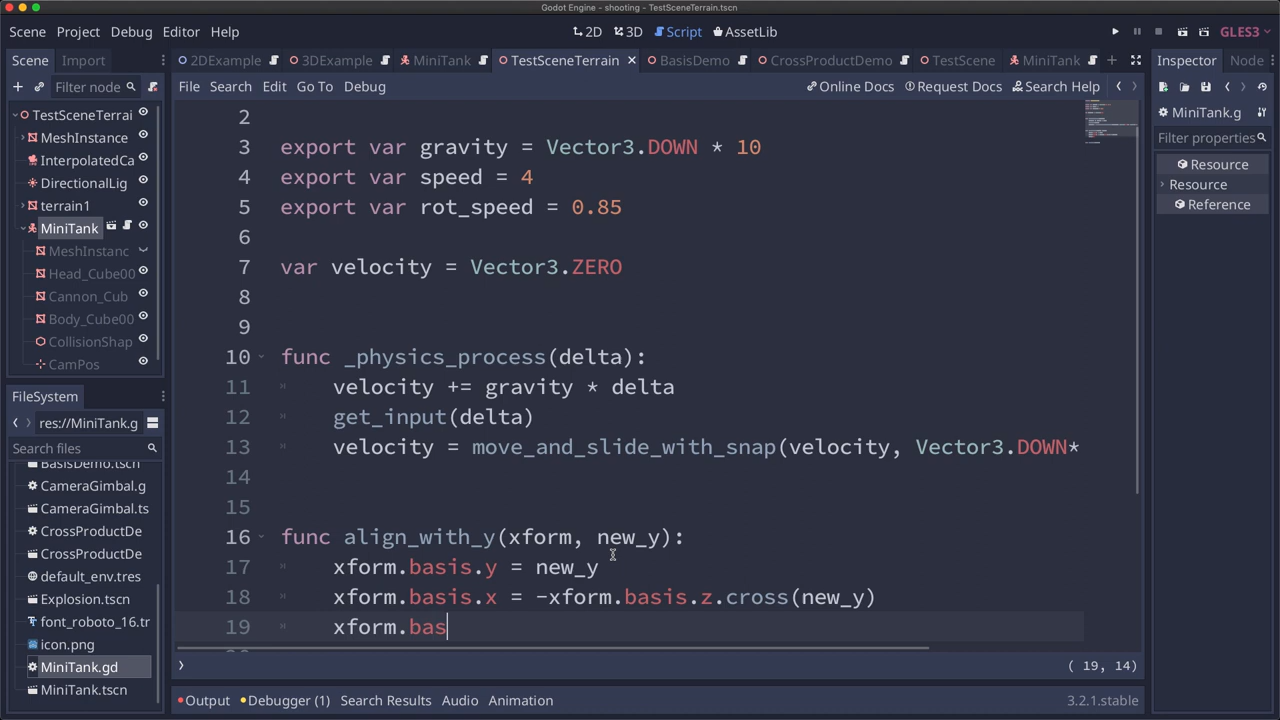 Godot Engine - shooting - TestSceneTerrain.tscn
Scene Project Debug Editor Help 2D 3D Script AssetLib GLES3
Scene Import 2DExample 3DExample MiniTank TestSceneTerrain BasisDemo CrossProductDemo TestScene MiniTank Inspector Node
Filter node File Search Edit Go To Debug Online Docs Request Docs Search Help
TestSceneTerrai
MeshInstance
InterpolatedCa
DirectionalLig
terrain1
MiniTank
MeshInstanc
Head_Cube00
Cannon_Cub
Body_Cube00
CollisionShap
CamPos
FileSystem
res://MiniTank.g
Search files
BasisDemo.tscn
CameraGimbal.g
CameraGimbal.ts
CrossProductDe
CrossProductDe
default_env.tres
Explosion.tscn
font_roboto_16.tr
icon.png
MiniTank.gd
MiniTank.tscn
2
3 export var gravity = Vector3.DOWN * 10
4 export var speed = 4
5 export var rot_speed = 0.85
6
7 var velocity = Vector3.ZERO
8
9
10 func _physics_process(delta):
11 velocity += gravity * delta
12 get_input(delta)
13 velocity = move_and_slide_with_snap(velocity, Vector3.DOWN*
14
15
16 func align_with_y(xform, new_y):
17 xform.basis.y = new_y
18 xform.basis.x = -xform.basis.z.cross(new_y)
19 xform.bas
( 19, 14)
Output Debugger (1) Search Results Audio Animation 3.2.1.stable
MiniTank.g
Filter properties
Resource
Resource
Reference